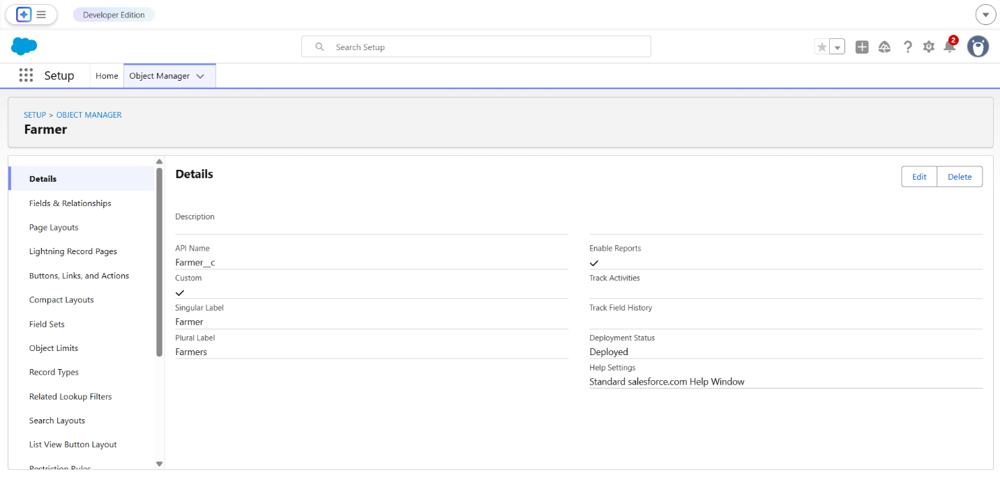 Developer Edition
Search Setup
2
Setup
Home
Object Manager
SETUP > OBJECT MANAGER
Farmer
Details
Fields & Relationships
Page Layouts
Lightning Record Pages
Buttons, Links, and Actions
Compact Layouts
Field Sets
Object Limits
Record Types
Related Lookup Filters
Search Layouts
List View Button Layout
Restriction Rules
Details
Edit
Delete
Description
API Name
Farmer__c
Custom
Singular Label
Farmer
Plural Label
Farmers
Enable Reports
Track Activities
Track Field History
Deployment Status
Deployed
Help Settings
Standard salesforce.com Help Window